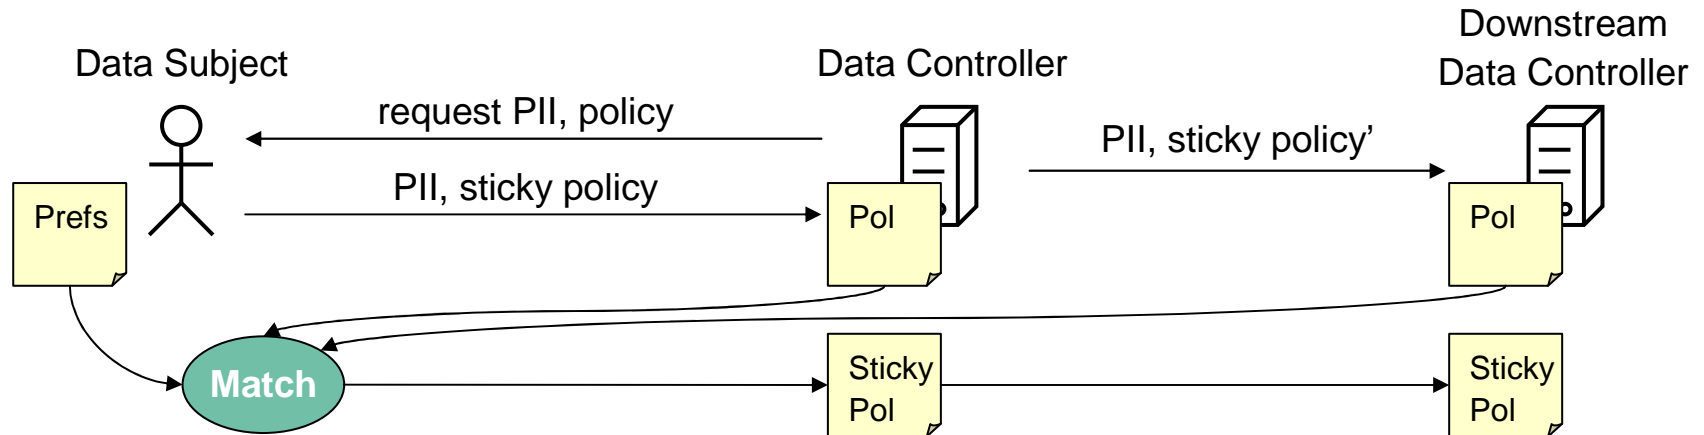 Downstream
Data Subject
Data Controller
Data Controller
request PII, policy
PII, sticky policy’
PII, sticky policy
Prefs
Pol
Pol
Match
Sticky
Pol
Sticky
Pol